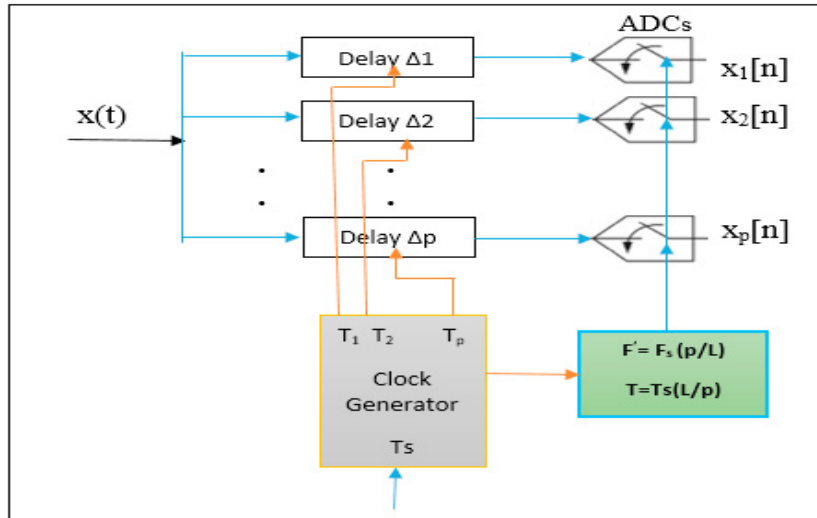 ADCs
Delay Δ1
x₁[n]
x(t)
Delay Δ2
x₂[n]
Delay Δp
xₚ[n]
T₁ T₂ Tₚ
Clock
Generator
Ts
F'= Fₛ (p/L)
T=Ts(L/p)